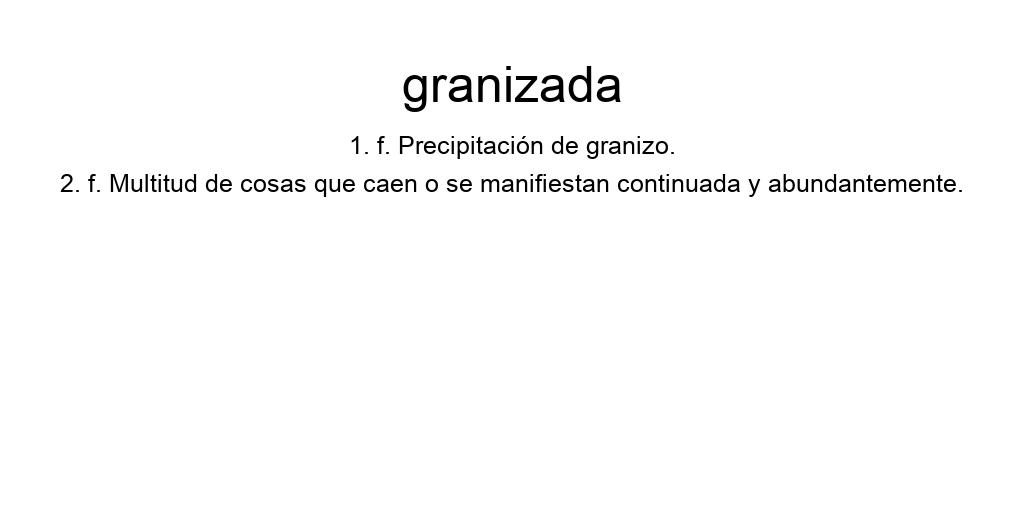 granizada
1. f. Precipitación de granizo.
2. f. Multitud de cosas que caen o se manifiestan continuada y abundantemente.